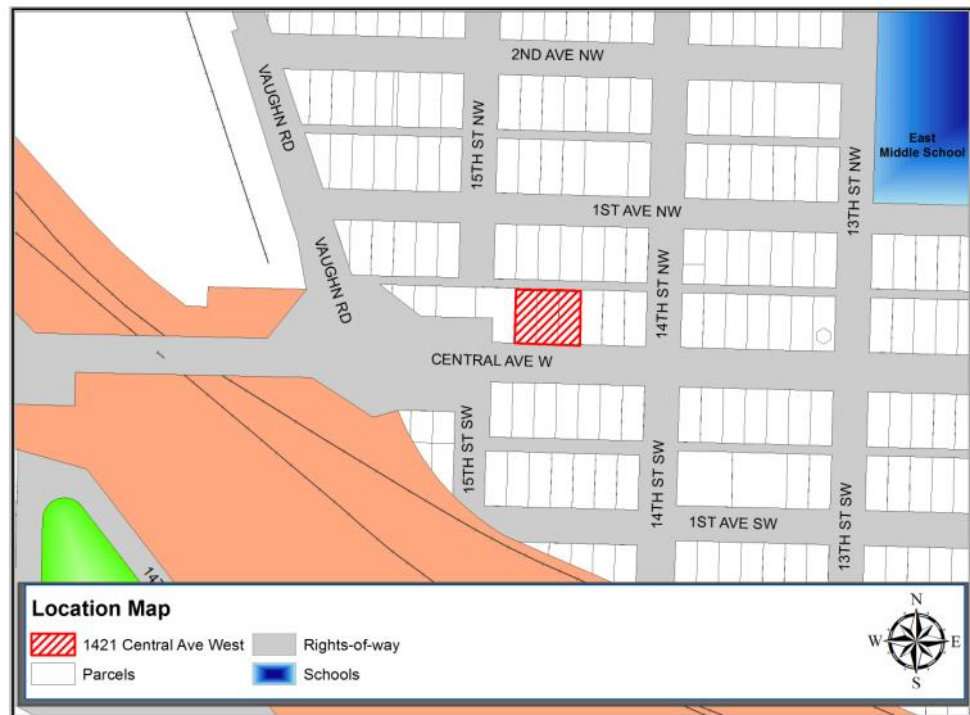 2ND AVE NW
VAUGHN RD
15TH ST NW
East
Middle School
13TH ST NW
1ST AVE NW
VAUGHN RD
14TH ST NW
CENTRAL AVE W
15TH ST SW
14TH ST SW
1ST AVE SW
13TH ST SW
Location Map
1421 Central Ave West
Rights-of-way
Parcels
Schools
N
W
E
S